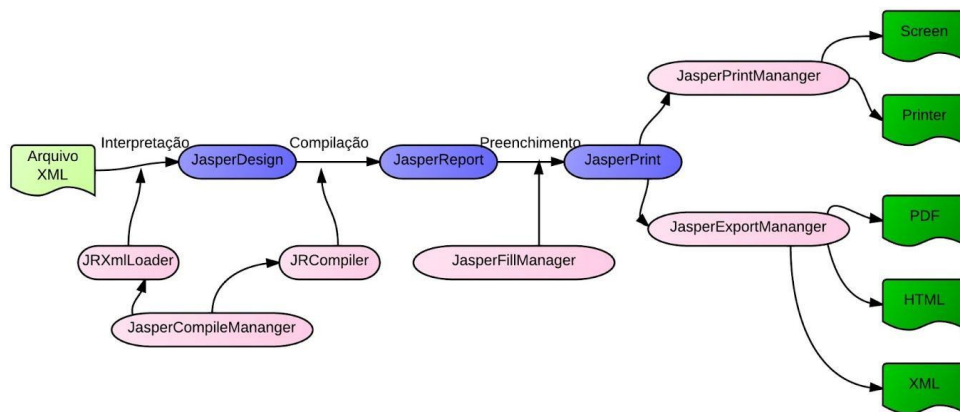 Screen
JasperPrintMananger
Printer
Interpretação
Compilação
Preenchimento
Arquivo
XML
JasperDesign
JasperReport
JasperPrint
JasperExportMananger
PDF
JRXmlLoader
JRCompiler
JasperFillManager
HTML
JasperCompileMananger
XML